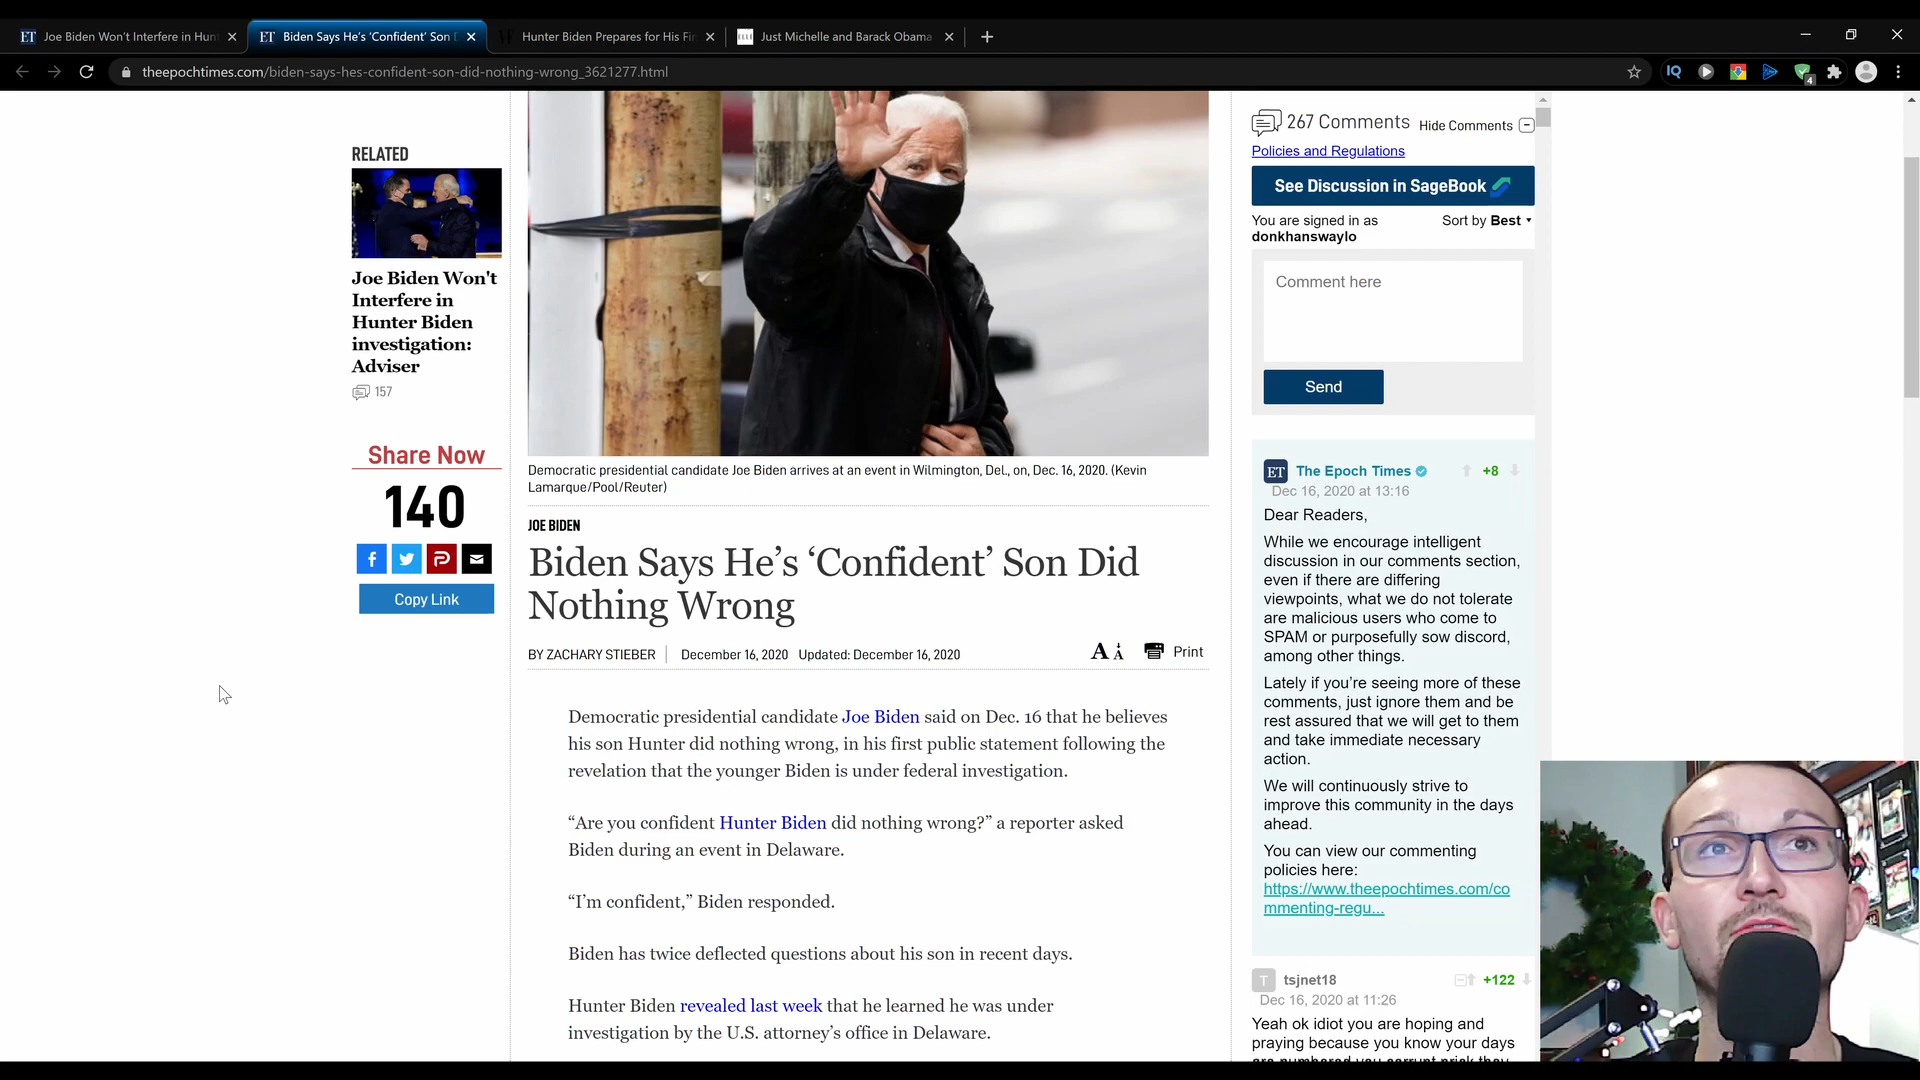 ET Joe Biden Won't Interfere in Hun
ET Biden Says He's ‘Confident’ Son D
Hunter Biden Prepares for His Fir
Just Michelle and Barack Obama
theepochtimes.com/biden-says-hes-confident-son-did-nothing-wrong_3621277.html
IQ
4
RELATED
Joe Biden Won't
Interfere in
Hunter Biden
investigation:
Adviser
157
Share Now
140
Copy Link
Democratic presidential candidate Joe Biden arrives at an event in Wilmington, Del., on, Dec. 16, 2020. (Kevin
Lamarque/Pool/Reuter)
JOE BIDEN
Biden Says He’s ‘Confident’ Son Did
Nothing Wrong
BY ZACHARY STIEBER
December 16, 2020 Updated: December 16, 2020
A A Print
Democratic presidential candidate Joe Biden said on Dec. 16 that he believes
his son Hunter did nothing wrong, in his first public statement following the
revelation that the younger Biden is under federal investigation.
“Are you confident Hunter Biden did nothing wrong?” a reporter asked
Biden during an event in Delaware.
“I’m confident,” Biden responded.
Biden has twice deflected questions about his son in recent days.
Hunter Biden revealed last week that he learned he was under
investigation by the U.S. attorney’s office in Delaware.
267 Comments Hide Comments
Policies and Regulations
See Discussion in SageBook
You are signed in as
donkhanswaylo
Sort by Best
Comment here
Send
ET The Epoch Times +8
Dec 16, 2020 at 13:16
Dear Readers,
While we encourage intelligent
discussion in our comments section,
even if there are differing
viewpoints, what we do not tolerate
are malicious users who come to
SPAM or purposefully sow discord,
among other things.
Lately if you’re seeing more of these
comments, just ignore them and be
rest assured that we will get to them
and take immediate necessary
action.
We will continuously strive to
improve this community in the days
ahead.
You can view our commenting
policies here:
https://www.theepochtimes.com/co
mmenting-regu...
T tsjnet18 +122
Dec 16, 2020 at 11:26
Yeah ok idiot you are hoping and
praying because you know your days
are numbered you corrupt prick they